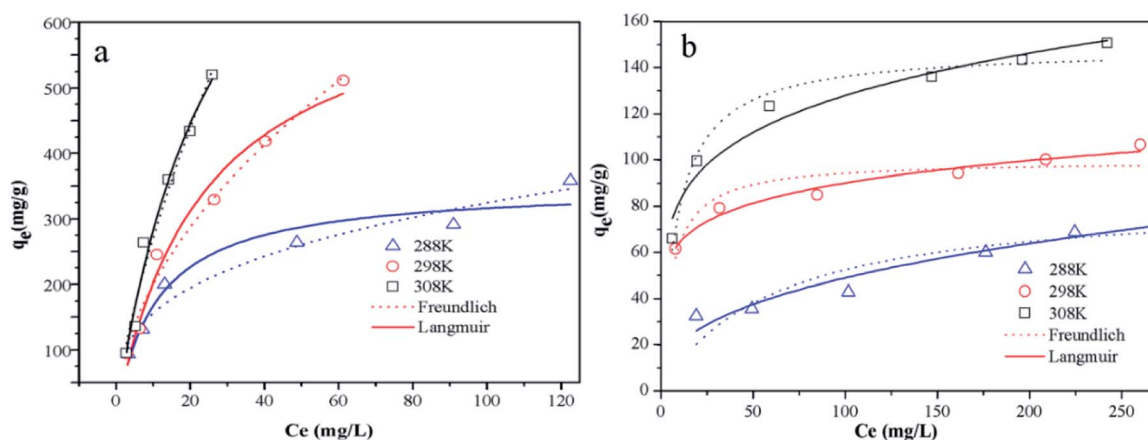 a
600
500
400
300
200
100
qe(mg/g)
288K
298K
308K
Freundlich
Langmuir
0 20 40 60 80 100 120
Ce (mg/L)
b
160
140
120
100
80
60
40
20
0
qe(mg/g)
288K
298K
308K
Freundlich
Langmuir
0 50 100 150 200 250
Ce (mg/L)